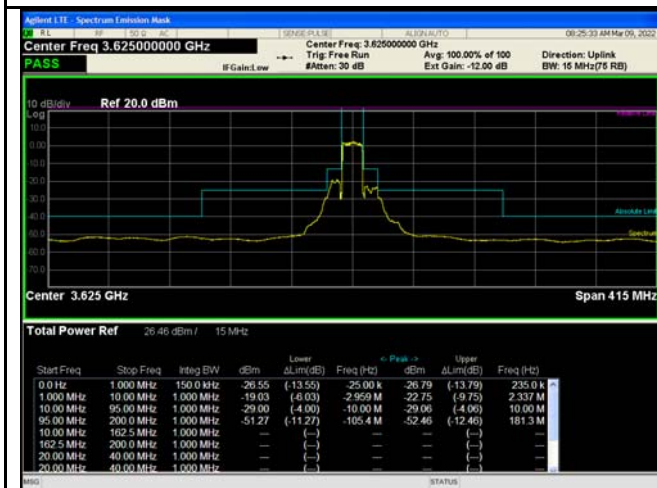 Agilent LTE - Spectrum Emission Mask
RL RF 50 Ω AC SENSE:PULSE ALIGN AUTO 08:25:33 AM Mar 09, 2022
Center Freq 3.625000000 GHz Center Freq: 3.625000000 GHz
Trig: Free Run Avg: 100.00% of 100 Direction: Uplink
PASS IFGain:Low #Atten: 30 dB Ext Gain: -12.00 dB BW: 15 MHz(75 RB)
10 dB/div Ref 20.0 dBm
Log
10.0
0.00
-10.0
-20.0
-30.0
-40.0 Absolute Limit
Spectrum
-60.0
-70.0
Center 3.625 GHz Span 415 MHz
Total Power Ref 26.46 dBm / 15 MHz
Lower <- Peak -> Upper
Start Freq Stop Freq Integ BW dBm ΔLim(dB) Freq (Hz) dBm ΔLim(dB) Freq (Hz)
0.0 Hz 1.000 MHz 150.0 kHz -26.55 (-13.55) -25.00 k -26.79 (-13.79) 235.0 k
1.000 MHz 10.00 MHz 1.000 MHz -19.03 (-6.03) -2.959 M -22.75 (-9.75) 2.337 M
10.00 MHz 95.00 MHz 1.000 MHz -29.00 (-4.00) -10.00 M -29.06 (-4.06) 10.00 M
95.00 MHz 200.0 MHz 1.000 MHz -51.27 (-11.27) -105.4 M -52.46 (-12.46) 181.3 M
10.00 MHz 162.5 MHz 1.000 MHz --- (---) --- --- (---) ---
162.5 MHz 200.0 MHz 1.000 MHz --- (---) --- --- (---) ---
20.00 MHz 40.00 MHz 1.000 MHz --- (---) --- --- (---) ---
20.00 MHz 40.00 MHz 1.000 MHz --- (---) --- --- (---) ---
MSG STATUS